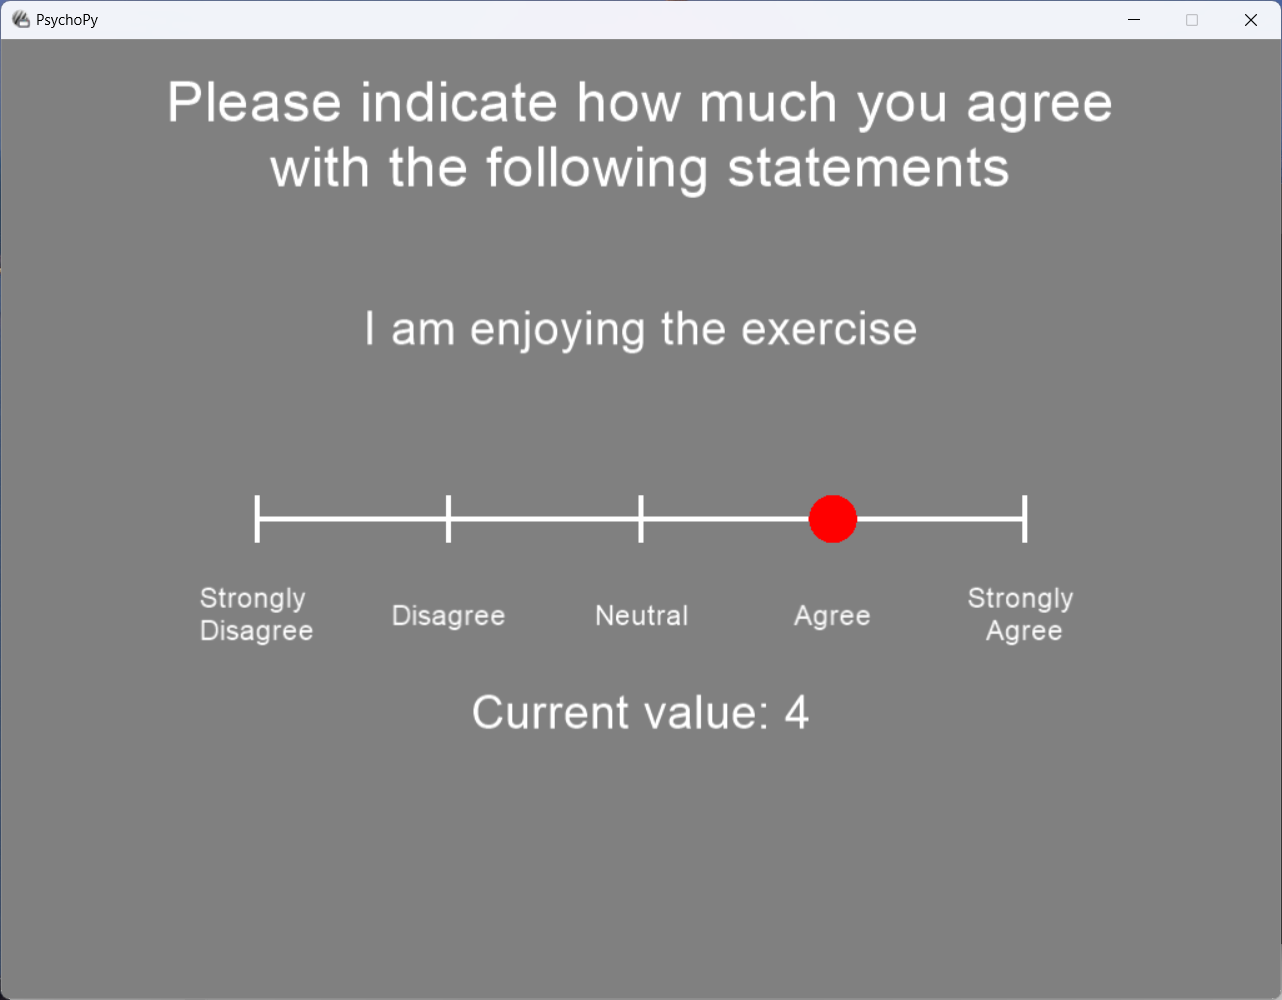 PsychoPy
Please indicate how much you agree
with the following statements
I am enjoying the exercise
Strongly
Disagree
Disagree
Neutral
Agree
Strongly
Agree
Current value: 4